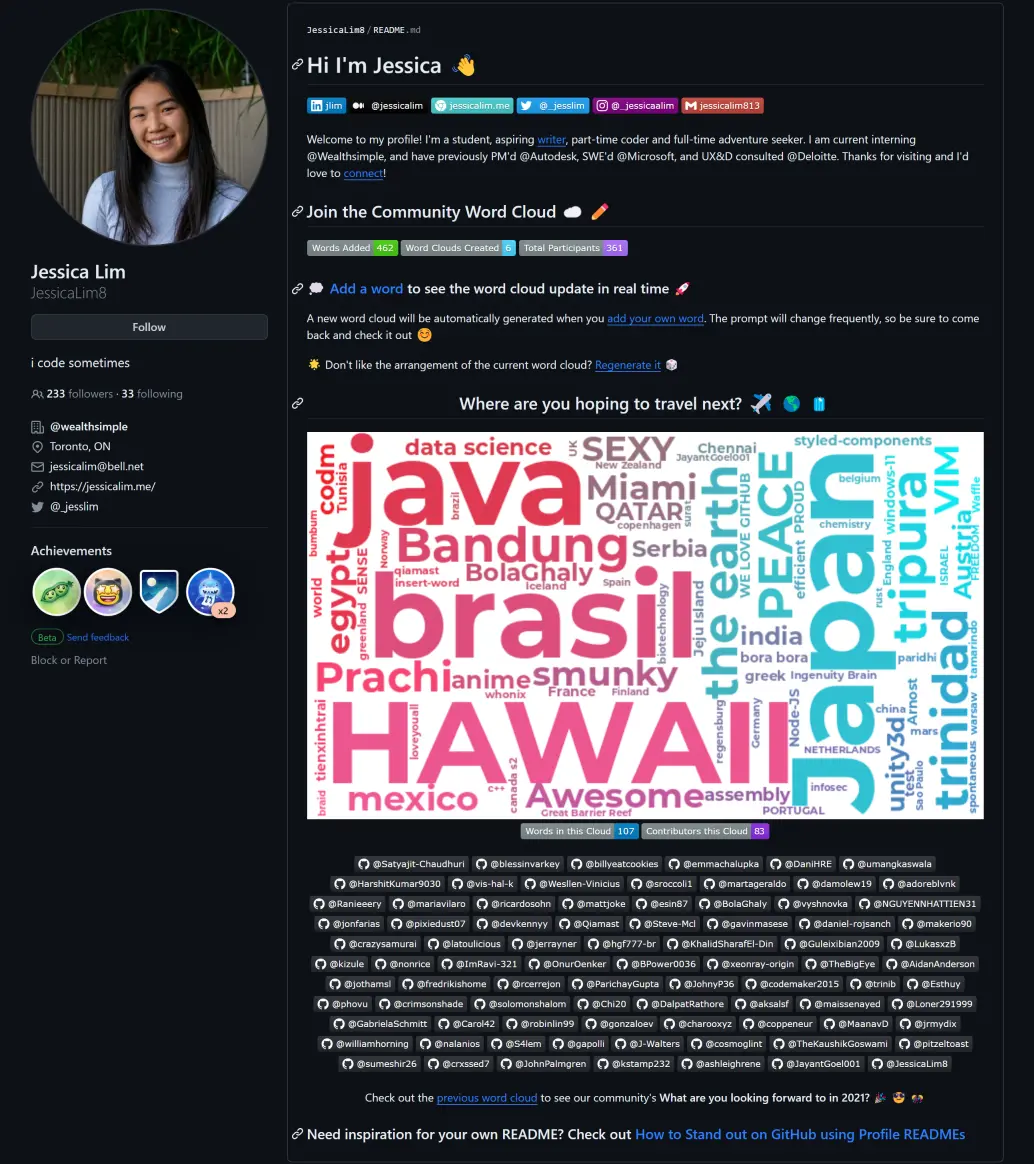 JessicaLim8/README.md
Hi I'm Jessica 👋
jlim @jessicalim jessicalim.me @_jesslim @_jessicaalim jessicalim813
Welcome to my profile! I'm a student, aspiring writer, part-time coder and full-time adventure seeker. I am current interning
@Wealthsimple, and have previously PM'd @Autodesk, SWE'd @Microsoft, and UX&D consulted @Deloitte. Thanks for visiting and I'd
love to connect!
Join the Community Word Cloud ☁️ ✏️
Words Added 462 Word Clouds Created 6 Total Participants 361
💭 Add a word to see the word cloud update in real time 🚀
A new word cloud will be automatically generated when you add your own word. The prompt will change frequently, so be sure to come
back and check it out 😊
🌟 Don't like the arrangement of the current word cloud? Regenerate it 🎲
Where are you hoping to travel next? ✈️ 🌎 🧳
Jessica Lim
JessicaLim8
Follow
i code sometimes
233 followers · 33 following
@wealthsimple
Toronto, ON
jessicalim@bell.net
https://jessicalim.me/
@_jesslim
Achievements
x2
Beta Send feedback
Block or Report
codm
Tunisia
java
data science
brazil
UK
SEXY
New Zealand
Chennai
JayantGoel001
styled-components
belgium
windows-11
VIM
Waffle
Miami
QATAR
copenhagen
surat
the earth
WE LOVE GITHUB
PEACE
PROUD
efficient
chemistry
Japan
tripura
England
rust
ISRAEL
Austria
FREEDOM
bumbum
world
egypt
SENSE
greenland
Norway
Bandung
qiamast
insert-word
BolaGhaly
Iceland
Spain
Serbia
brasil
biotechnology
Jeju Island
india
bora bora
greek
Ingenuity Brain
paridhi
tamarindo
Prachi
anime
whonix
smunky
France
Finland
HAWAII
loveyouall
tienxinhtrai
regensburg
Germany
Node-JS
NETHERLANDS
china
Arnost
mars
trinidad
warsaw
spontaneous
unity3d
test
Sao Paulo
infosec
PORTUGAL
braid
mexico
c++
canada s2
Awesome
Great Barrier Reef
assembly
Words in this Cloud 107 Contributors this Cloud 83
@Satyajit-Chaudhuri @blessinvarkey @billyeatcookies @emmachalupka @DaniHRE @umangkaswala
@HarshitKumar9030 @vis-hal-k @Wesllen-Vinicius @sroccoli1 @martageraldo @damolew19 @adoreblvnk
@Ranieeery @mariavilaro @ricardosohn @mattjoke @esin87 @BolaGhaly @vyshnovka @NGUYENNHATTIEN31
@jonfarias @pixiedust07 @devkennyy @Qiamast @Steve-Mcl @gavinmasese @daniel-rojsanch @makerio90
@crazysamurai @latoulicious @jerrayner @hgf777-br @KhalidSharafEl-Din @Guleixibian2009 @LukasxzB
@kizule @nonrice @ImRavi-321 @OnurOenker @BPower0036 @xeonray-origin @TheBigEye @AidanAnderson
@jothamsl @fredrikishome @rcerrejon @ParichayGupta @JohnyP36 @codemaker2015 @trinib @Esthuy
@phovu @crimsonshade @solomonshalom @Chi20 @DalpatRathore @aksalsf @maissenayed @Loner291999
@GabrielaSchmitt @Carol42 @robinlin99 @gonzaloev @charooxyz @coppeneur @MaanavD @jrmydix
@williamhorning @nalanios @S4lem @gapolli @J-Walters @cosmoglint @TheKaushikGoswami @pitzeltoast
@sumeshir26 @crxssed7 @JohnPalmgren @kstamp232 @ashleighrene @JayantGoel001 @JessicaLim8
Check out the previous word cloud to see our community's What are you looking forward to in 2021? 🎉
Need inspiration for your own README? Check out How to Stand out on GitHub using Profile READMEs